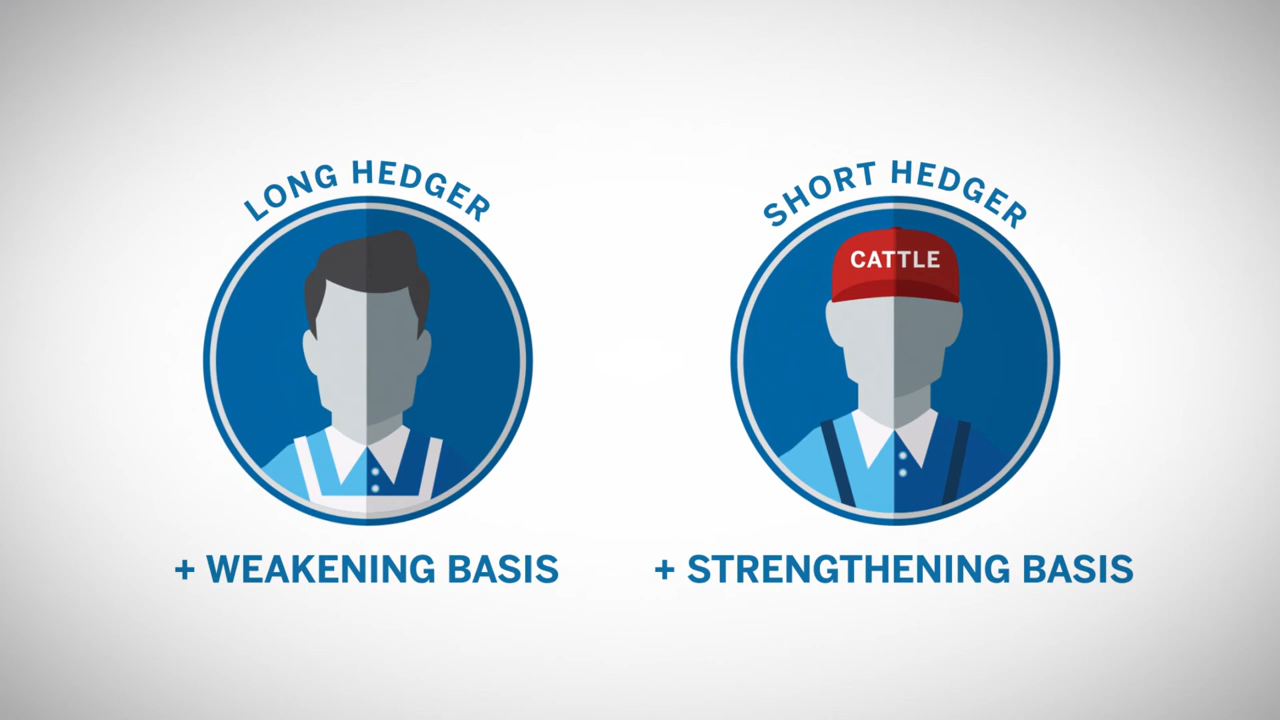 LONG HEDGER
SHORT HEDGER
CATTLE
+ WEAKENING BASIS
+ STRENGTHENING BASIS